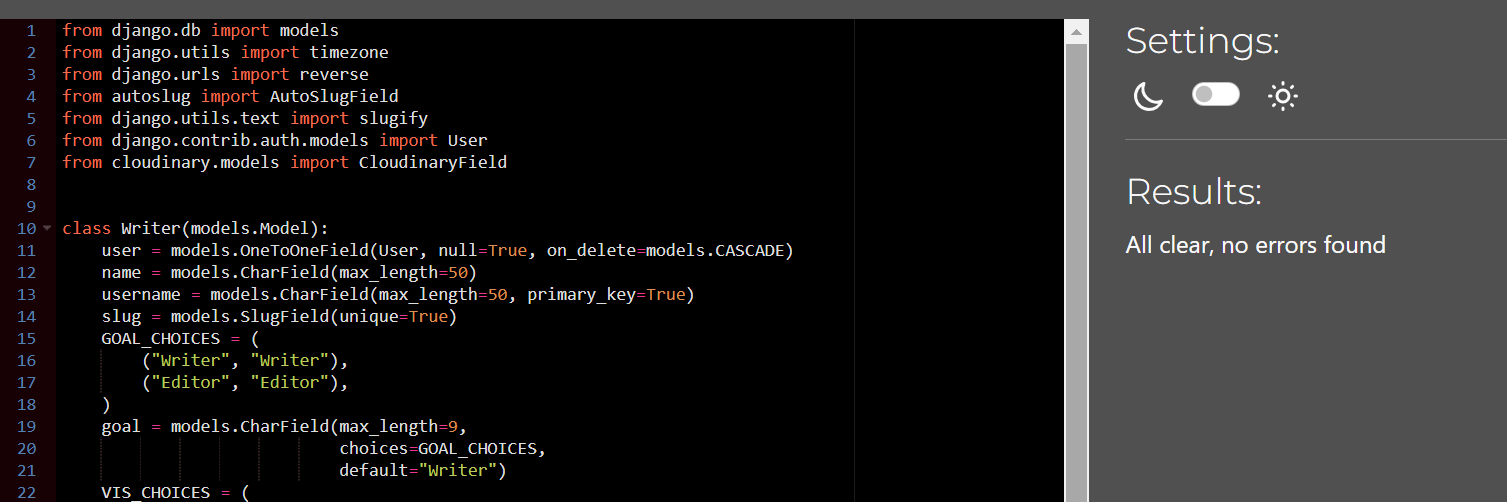 1 from django.db import models
2 from django.utils import timezone
3 from django.urls import reverse
4 from autoslug import AutoSlugField
5 from django.utils.text import slugify
6 from django.contrib.auth.models import User
7 from cloudinary.models import CloudinaryField
8
9
10 class Writer(models.Model):
11     user = models.OneToOneField(User, null=True, on_delete=models.CASCADE)
12     name = models.CharField(max_length=50)
13     username = models.CharField(max_length=50, primary_key=True)
14     slug = models.SlugField(unique=True)
15     GOAL_CHOICES = (
16         ("Writer", "Writer"),
17         ("Editor", "Editor"),
18     )
19     goal = models.CharField(max_length=9,
20                             choices=GOAL_CHOICES,
21                             default="Writer")
22     VIS_CHOICES = (
Settings:
Results:
All clear, no errors found